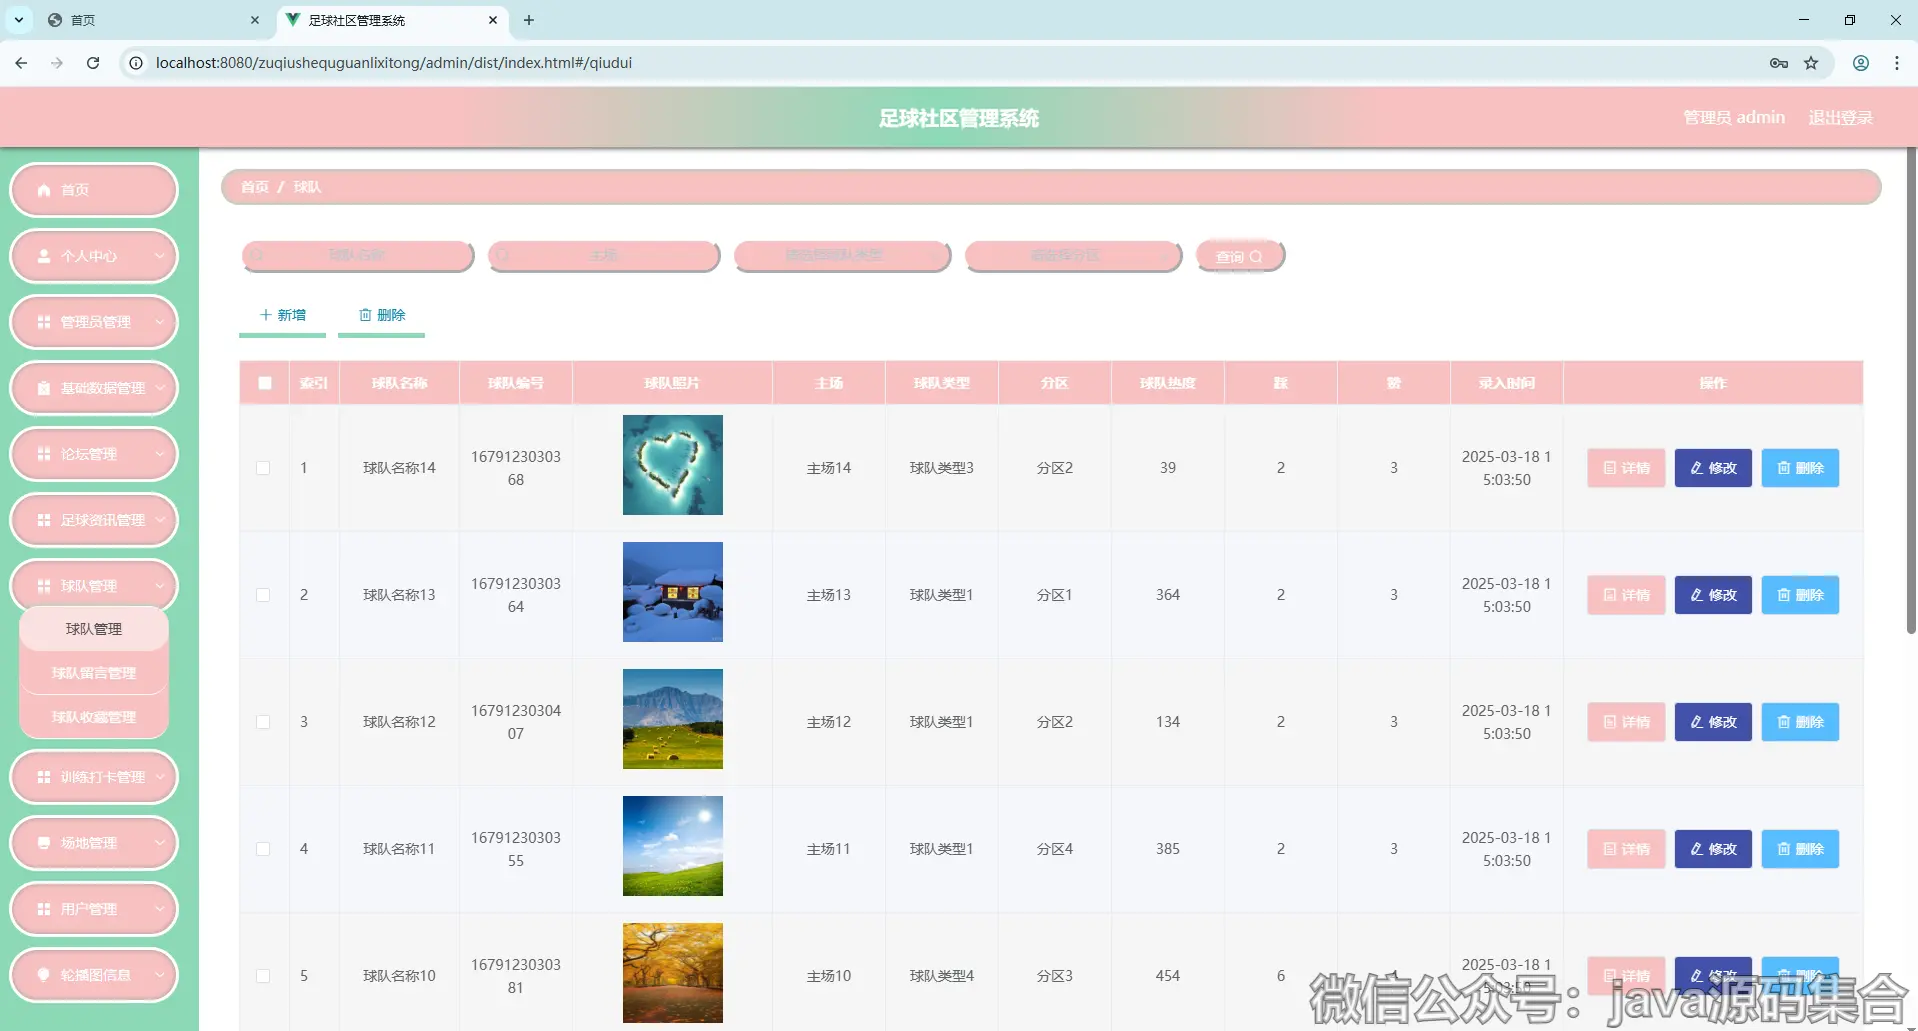 首页
足球社区管理系统
localhost:8080/zuqiushequguanlixitong/admin/dist/index.html#/qiudui
足球社区管理系统
管理员 admin
退出登录
首页
个人中心
管理员管理
基础数据管理
论坛管理
足球资讯管理
球队管理
球队管理
球队留言管理
球队收藏管理
训练打卡管理
场地管理
用户管理
轮播图信息
首页 / 球队
球队名称 主场 请选择球队类型 请选择分区 查询
新增 删除
索引 球队名称 球队编号 球队照片 主场 球队类型 分区 球队热度 踩 赞 录入时间 操作
1 球队名称14 1679123030368 主场14 球队类型3 分区2 39 2 3 2025-03-18 15:03:50 详情 修改 删除
2 球队名称13 1679123030364 主场13 球队类型1 分区1 364 2 3 2025-03-18 15:03:50 详情 修改 删除
3 球队名称12 1679123030407 主场12 球队类型1 分区2 134 2 3 2025-03-18 15:03:50 详情 修改 删除
4 球队名称11 1679123030355 主场11 球队类型1 分区4 385 2 3 2025-03-18 15:03:50 详情 修改 删除
5 球队名称10 1679123030381 主场10 球队类型4 分区3 454 6 2025-03-18 15:03:50 详情 修改 删除
微信公众号：java源码集合